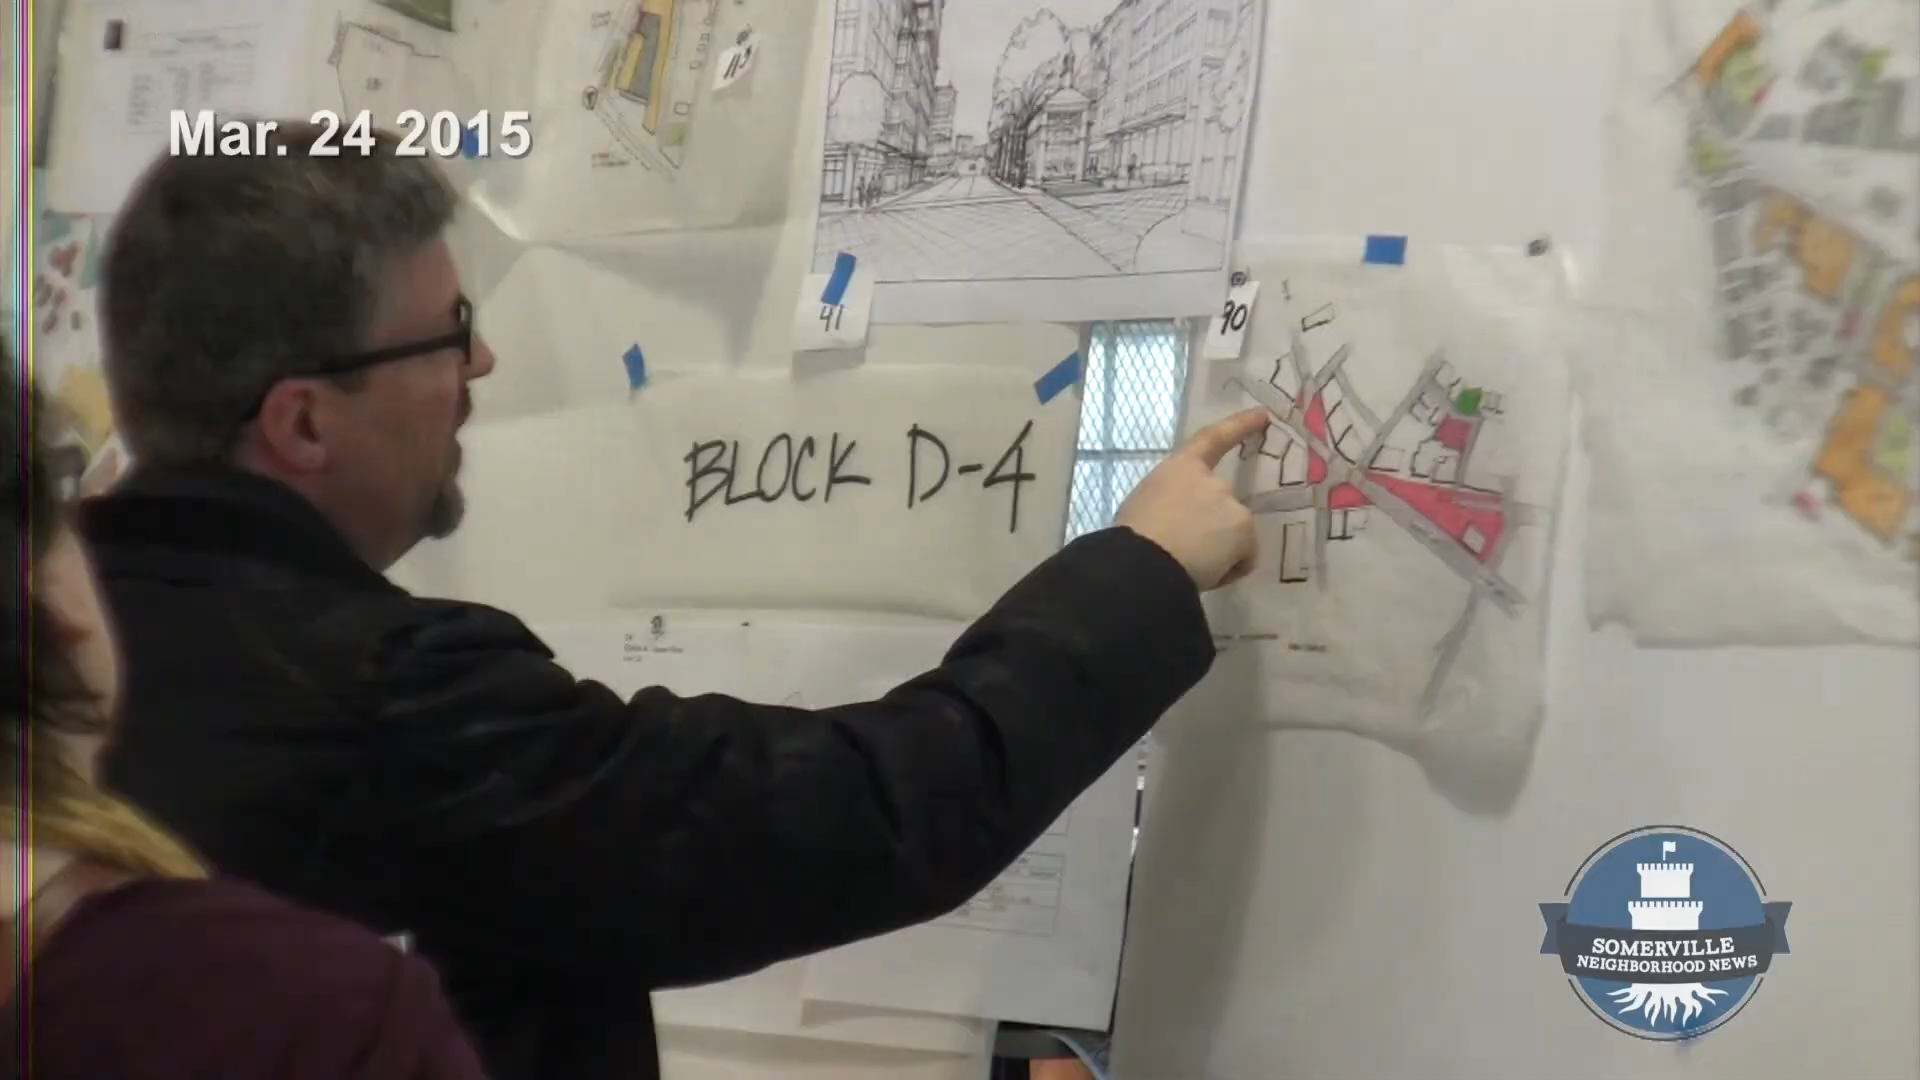 Mar. 24 2015
113
41
90
BLOCK D-4
SOMERVILLE
NEIGHBORHOOD NEWS